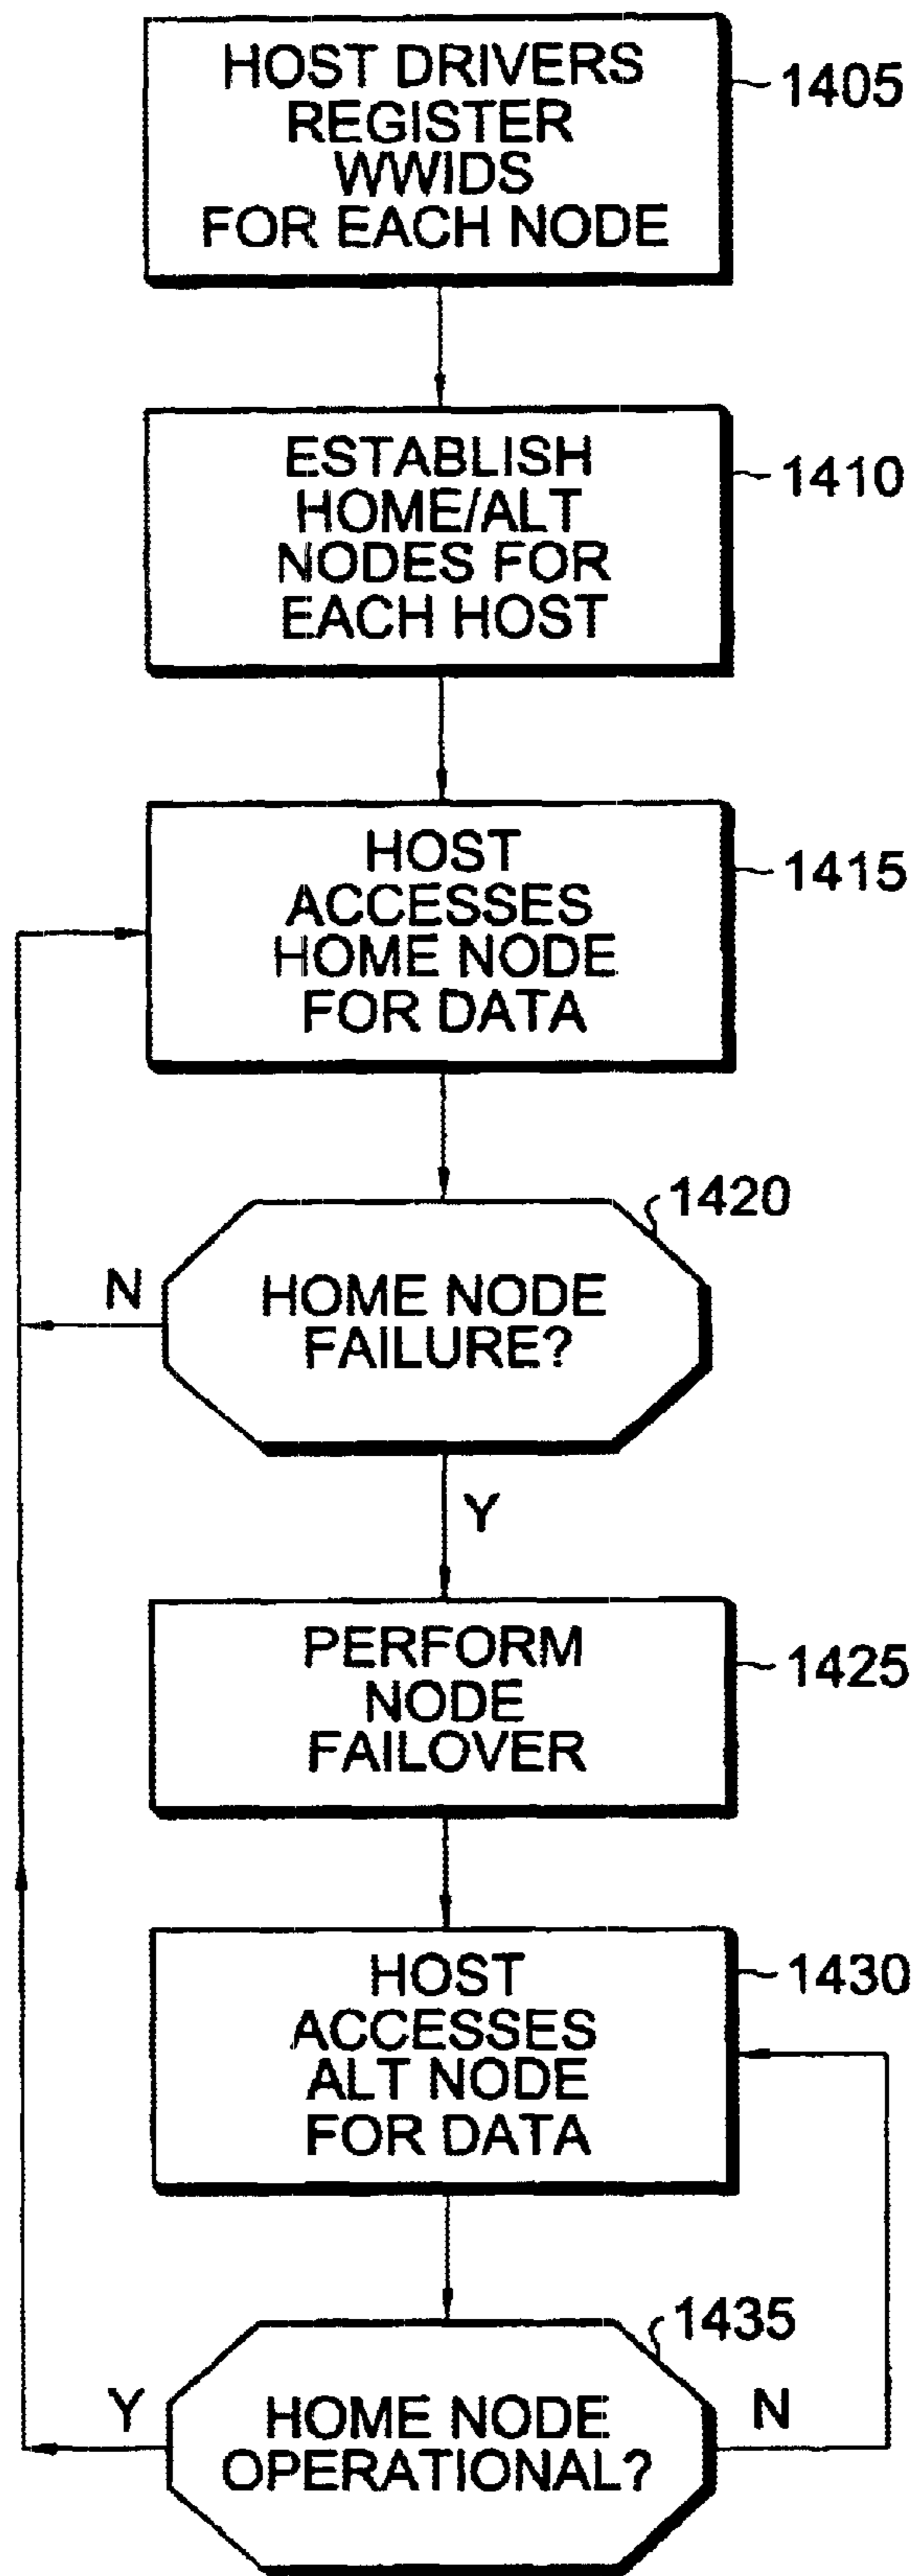 HOST DRIVERS
REGISTER
WWIDS
FOR EACH NODE
1405
ESTABLISH
HOME/ALT
NODES FOR
EACH HOST
1410
HOST
ACCESSES
HOME NODE
FOR DATA
1415
1420
HOME NODE
FAILURE?
N
Y
PERFORM
NODE
FAILOVER
1425
HOST
ACCESSES
ALT NODE
FOR DATA
1430
1435
HOME NODE
OPERATIONAL?
Y
N